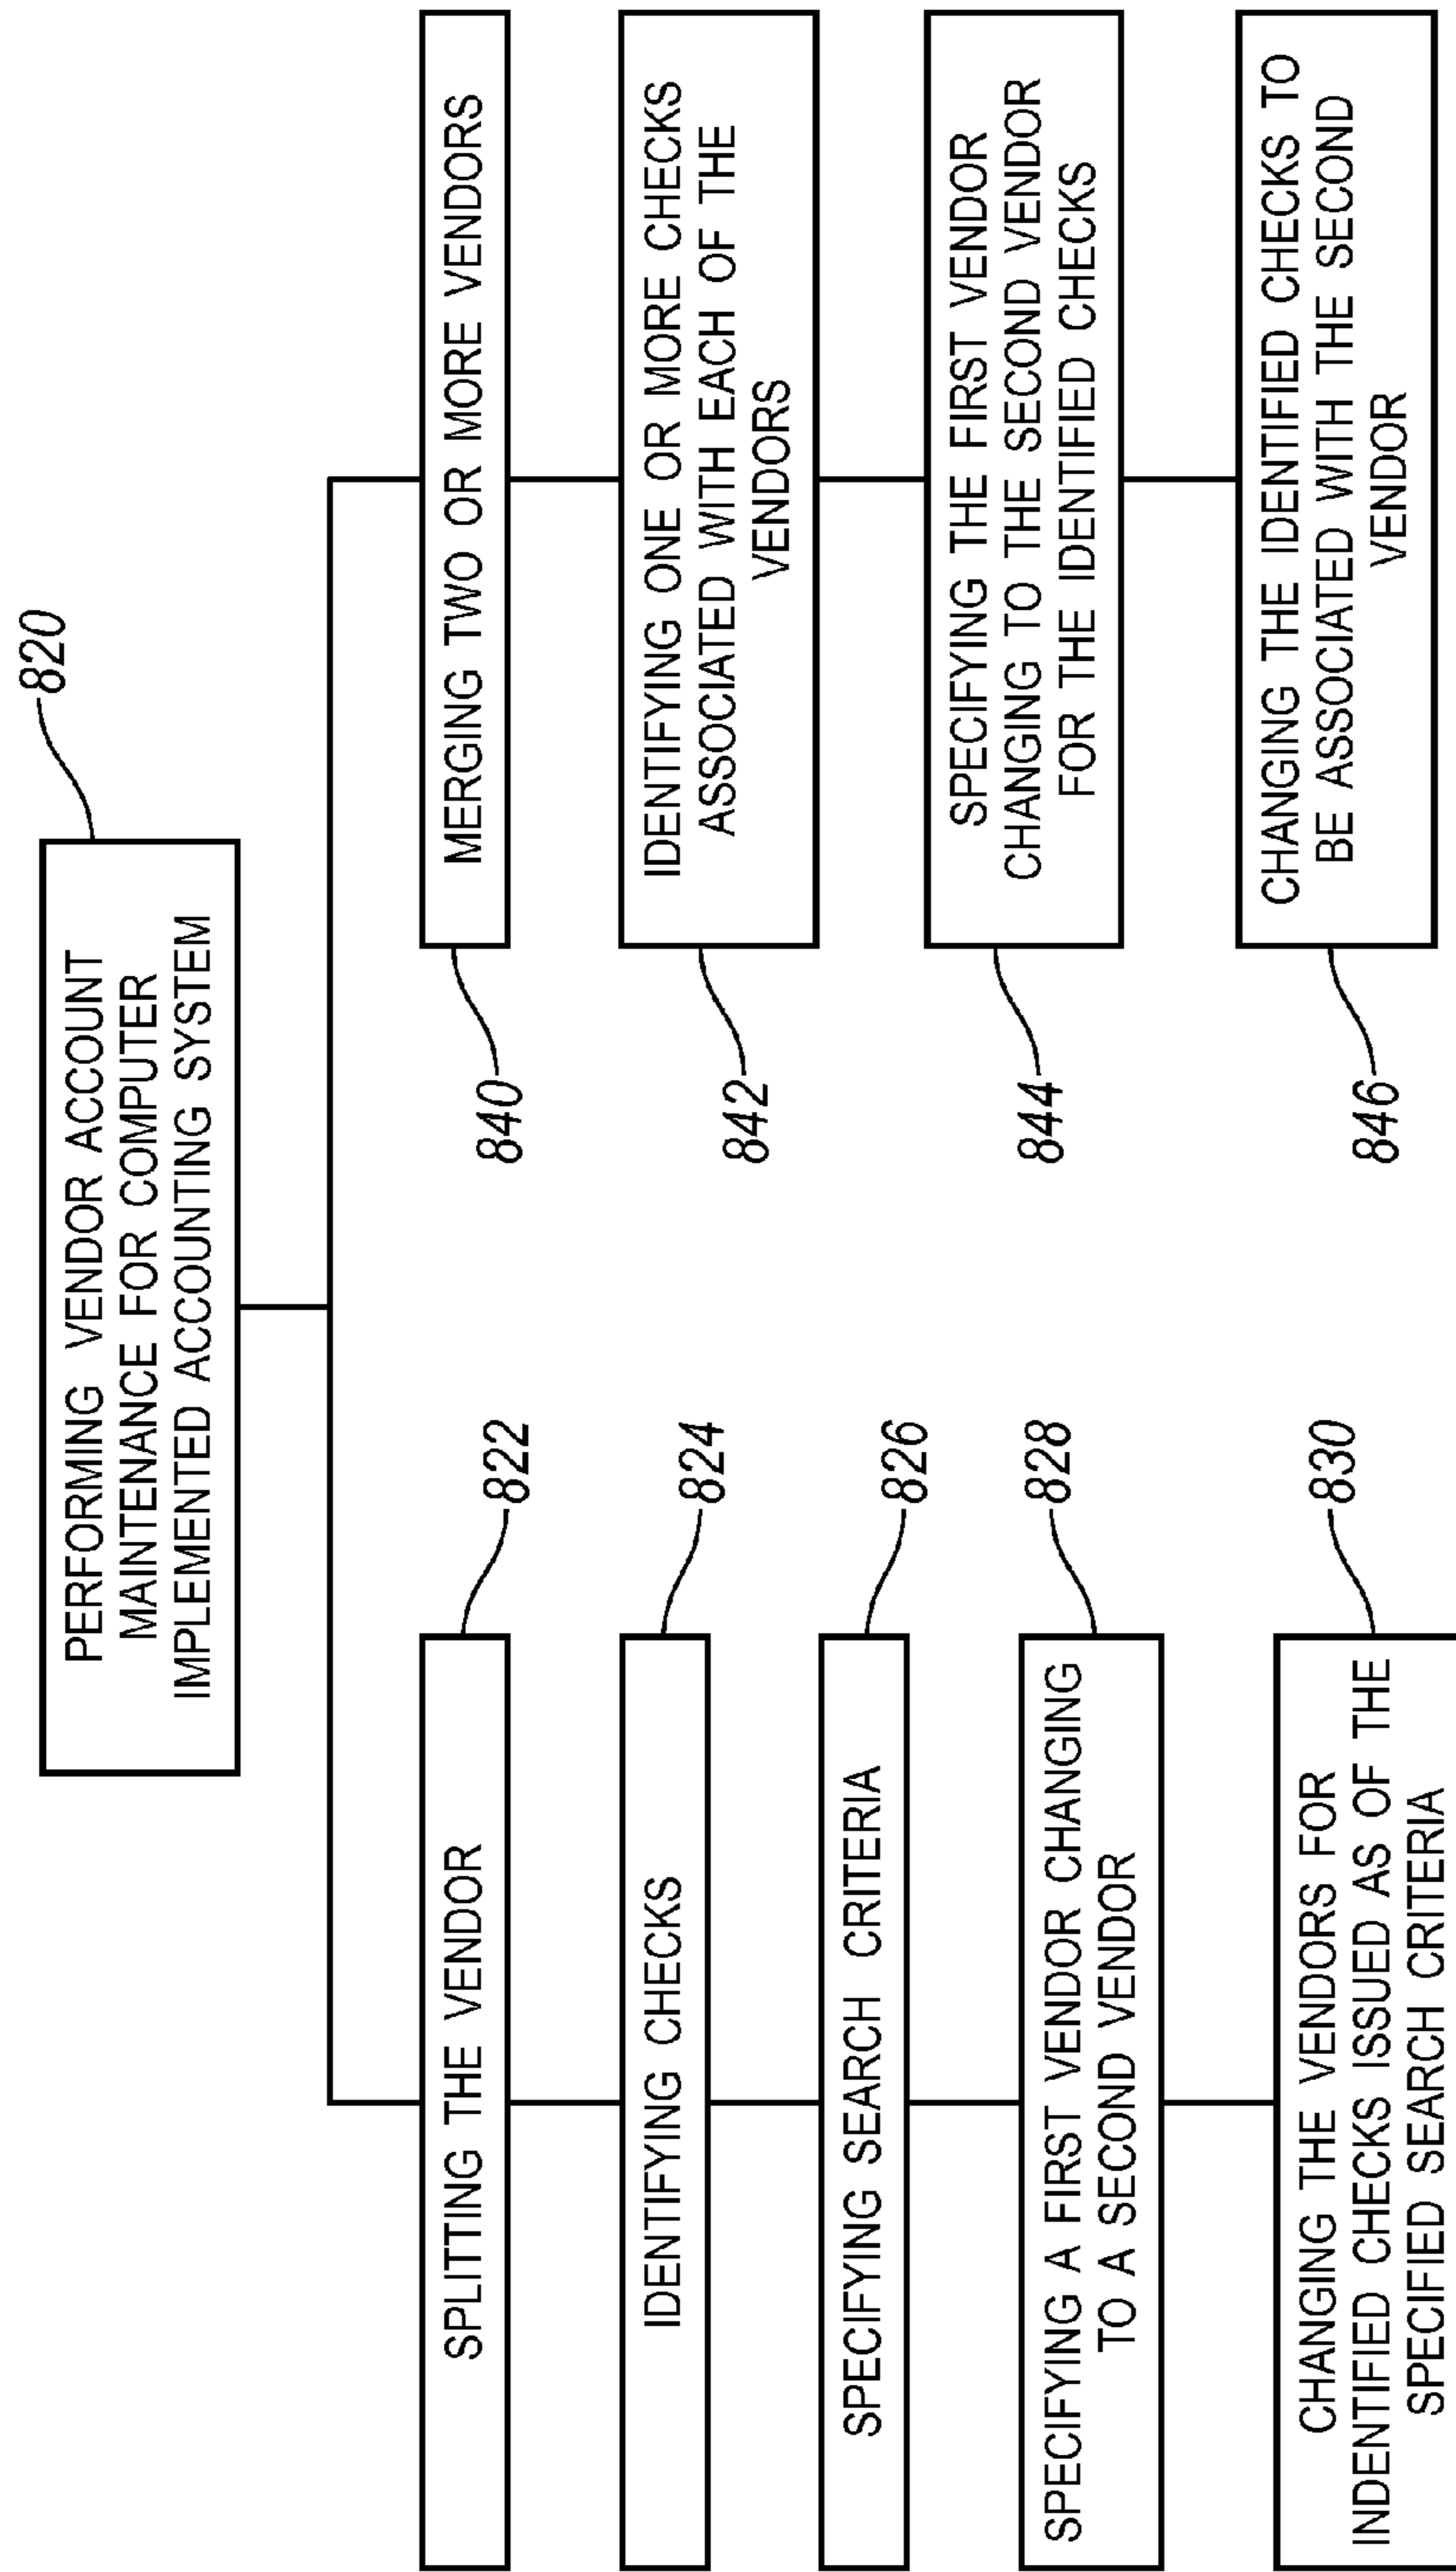 PERFORMING VENDOR ACCOUNT
MAINTENANCE FOR COMPUTER
IMPLEMENTED ACCOUNTING SYSTEM
820
SPLITTING THE VENDOR
822
IDENTIFYING CHECKS
824
SPECIFYING SEARCH CRITERIA
826
SPECIFYING A FIRST VENDOR CHANGING
TO A SECOND VENDOR
828
CHANGING THE VENDORS FOR
INDENTIFIED CHECKS ISSUED AS OF THE
SPECIFIED SEARCH CRITERIA
830
840
MERGING TWO OR MORE VENDORS
842
IDENTIFYING ONE OR MORE CHECKS
ASSOCIATED WITH EACH OF THE
VENDORS
844
SPECIFYING THE FIRST VENDOR
CHANGING TO THE SECOND VENDOR
FOR THE IDENTIFIED CHECKS
846
CHANGING THE IDENTIFIED CHECKS TO
BE ASSOCIATED WITH THE SECOND
VENDOR